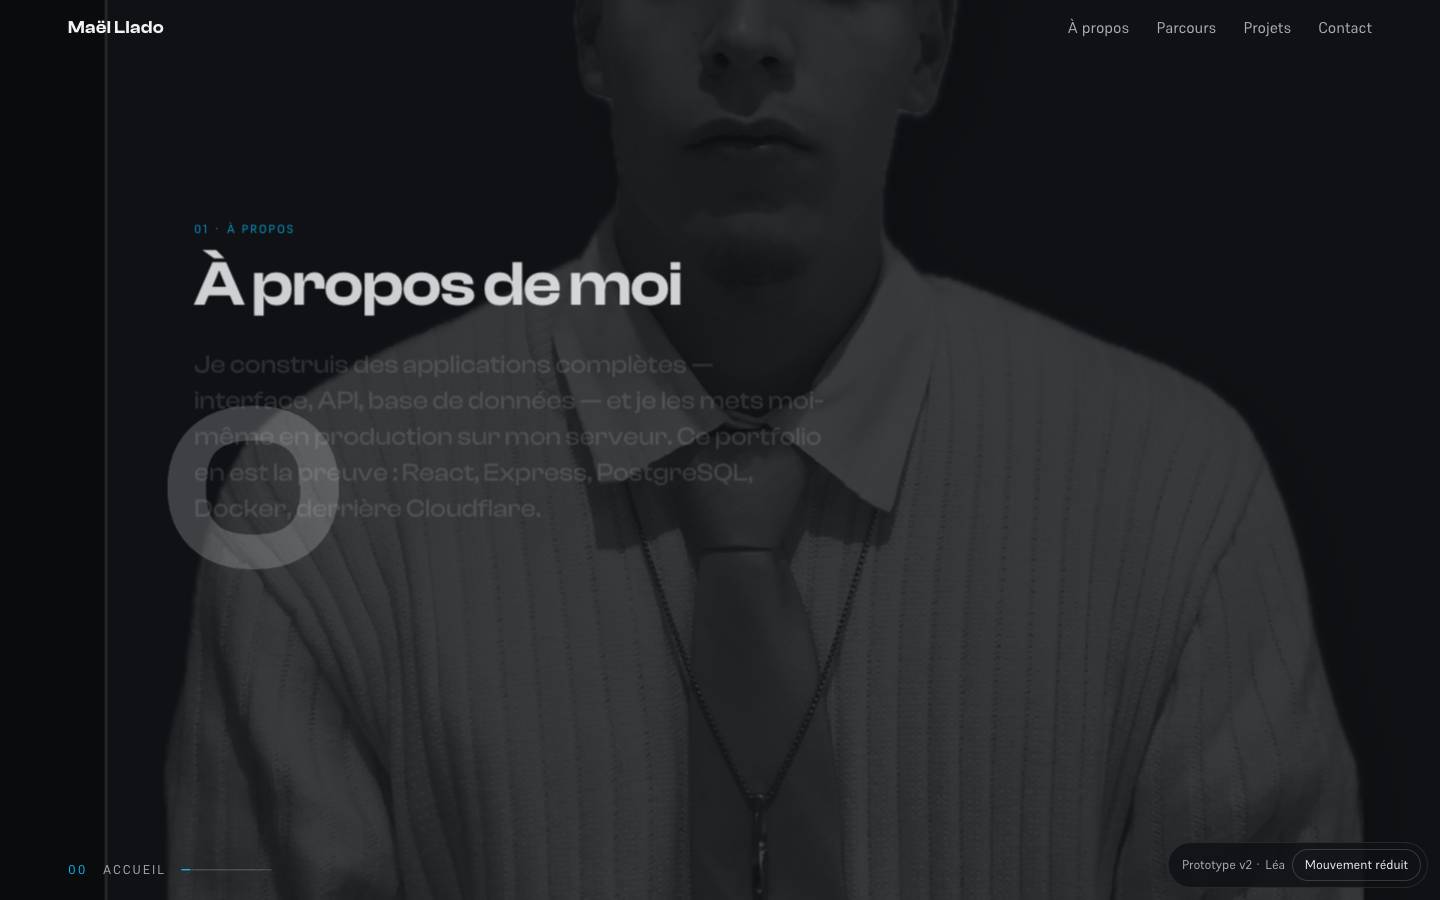 Maël Llado
À propos
Parcours
Projets
Contact
01 · À PROPOS
À propos de moi
Je construis des applications complètes —
interface, API, base de données — et je les mets moi-
même en production sur mon serveur. Ce portfolio
en est la preuve : React, Express, PostgreSQL,
Docker, derrière Cloudflare.
O
00 ACCUEIL
Prototype v2 · Léa
Mouvement réduit